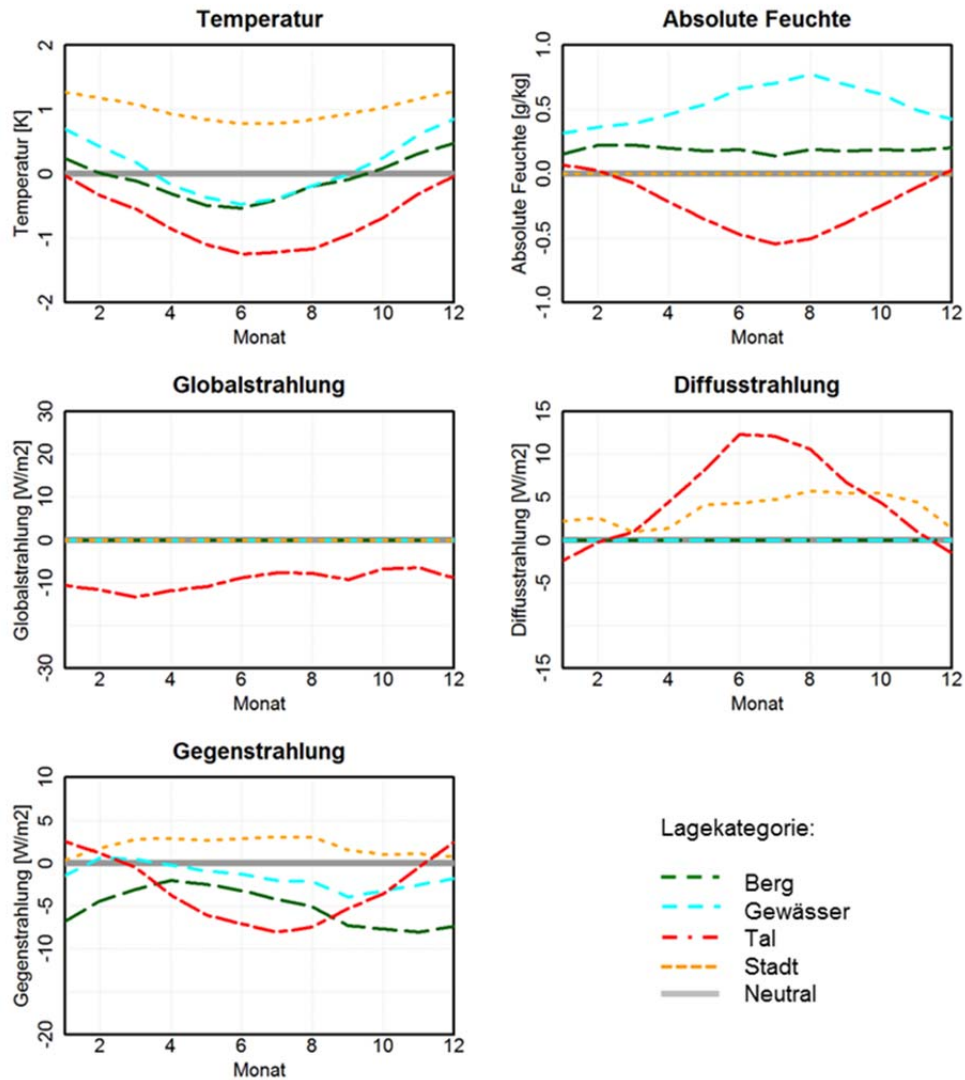 Temperatur
Temperatur [K]
2
1
0
-1
-2
2 4 6 8 10 12
Monat
Absolute Feuchte
Absolute Feuchte [g/kg]
1.0
0.5
0.0
-0.5
-1.0
2 4 6 8 10 12
Monat
Globalstrahlung
Globalstrahlung [W/m2]
30
20
10
0
-10
-30
2 4 6 8 10 12
Monat
Diffusstrahlung
Diffusstrahlung [W/m2]
15
10
5
0
-5
-15
2 4 6 8 10 12
Monat
Gegenstrahlung
Gegenstrahlung [W/m2]
10
5
0
-5
-10
-20
2 4 6 8 10 12
Monat
Lagekategorie:
Berg
Gewässer
Tal
Stadt
Neutral